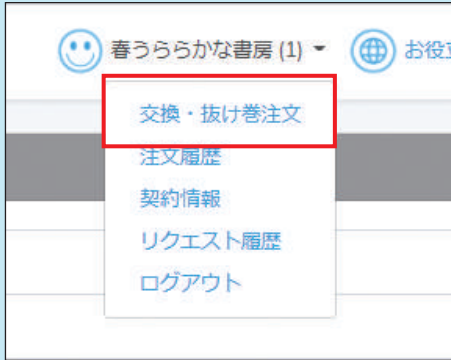 春うららかな書房 (1) お役立
交換・抜け巻注文
注文履歴
契約情報
リクエスト履歴
ログアウト